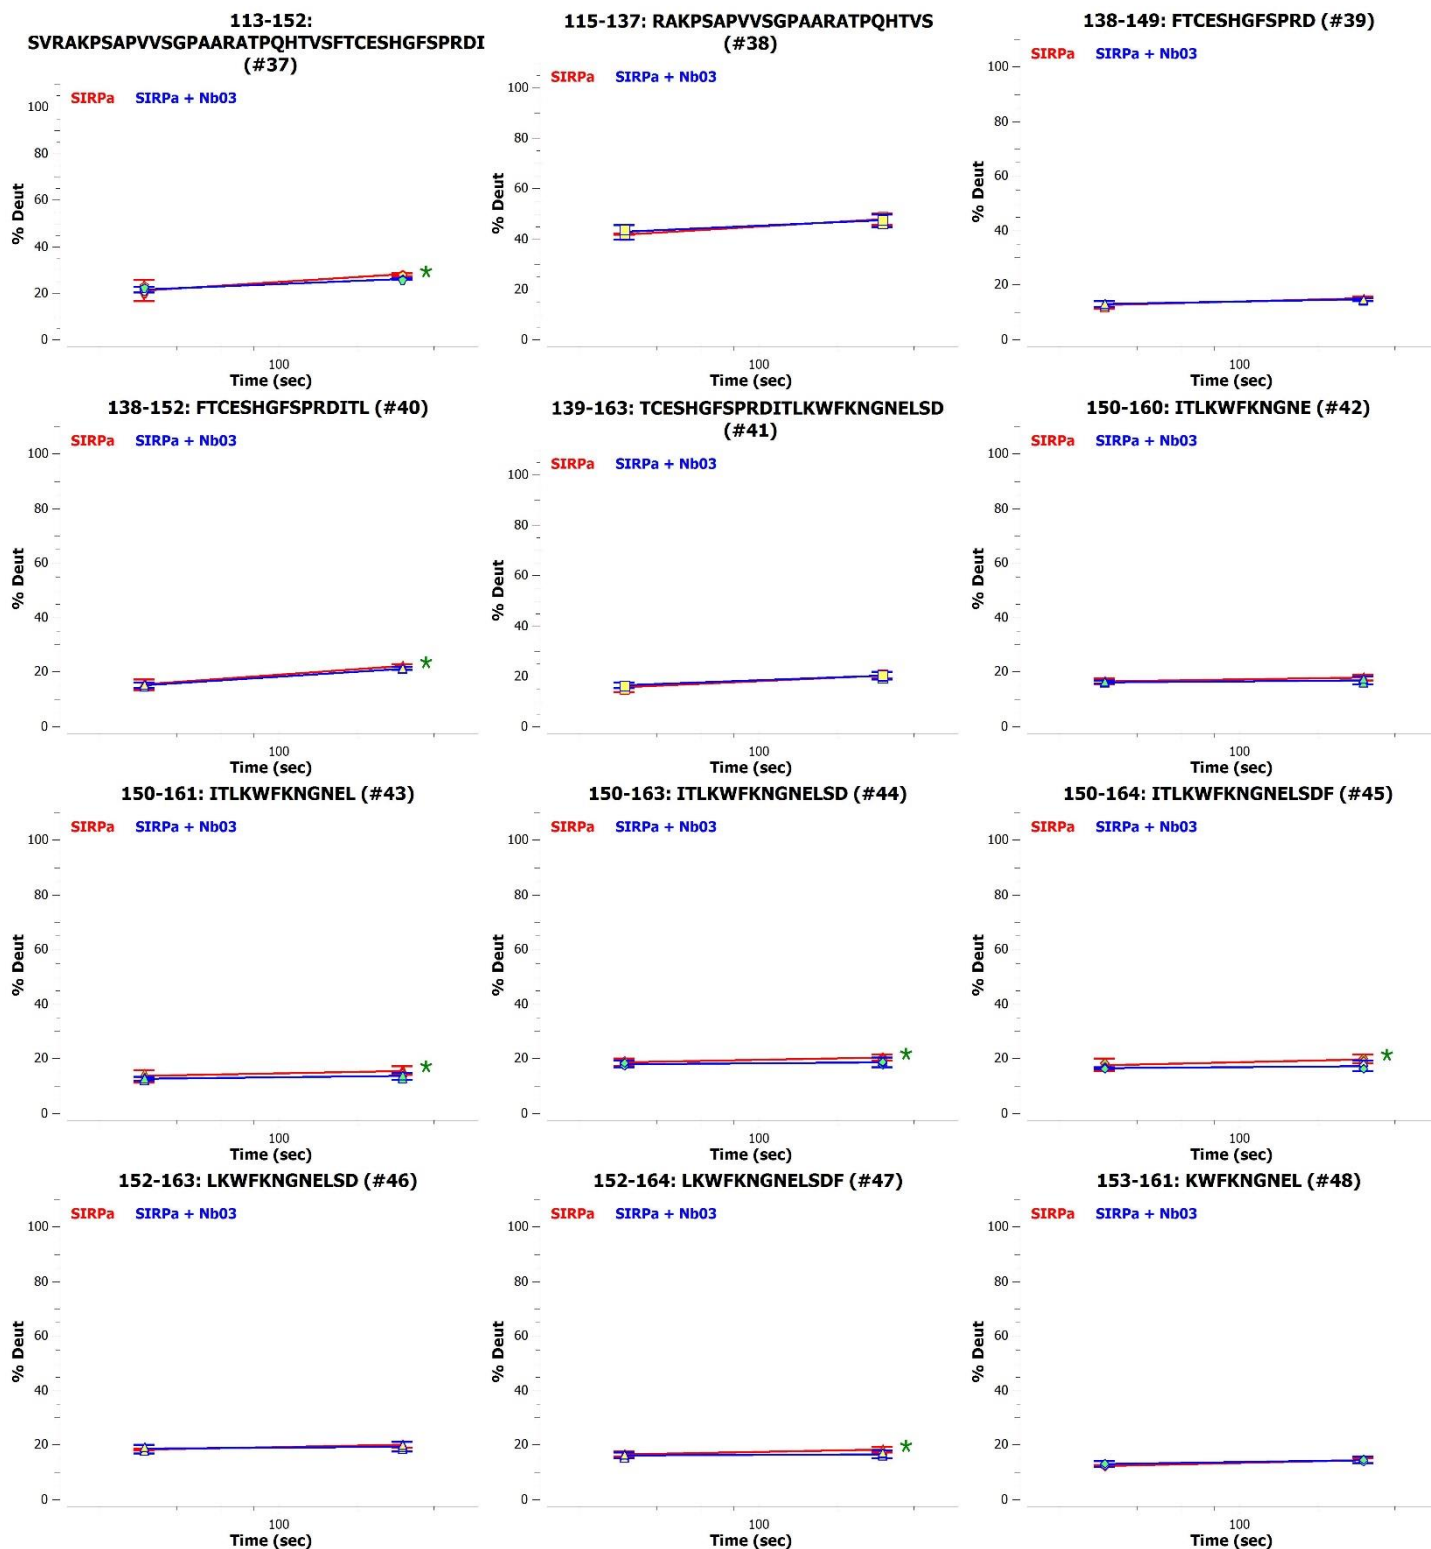 113-152:
SVRAKPSAPVVSGPAARATPQHTVSFTCESHGFSPRDI
(#37)
SIRPa SIRPa + Nb03
% Deut
100
80
60
40
20
0
*
100
Time (sec)
115-137: RAKPSAPVVSGPAARATPQHTVS
(#38)
SIRPa SIRPa + Nb03
% Deut
100
80
60
40
20
0
100
Time (sec)
138-149: FTCESHGFSPRD (#39)
SIRPa SIRPa + Nb03
% Deut
100
80
60
40
20
0
100
Time (sec)
138-152: FTCESHGFSPRDITL (#40)
SIRPa SIRPa + Nb03
% Deut
100
80
60
40
20
0
*
100
Time (sec)
139-163: TCESHGFSPRDITLKWFKNGNELSD
(#41)
SIRPa SIRPa + Nb03
% Deut
100
80
60
40
20
0
100
Time (sec)
150-160: ITLKWFKNGNE (#42)
SIRPa SIRPa + Nb03
% Deut
100
80
60
40
20
0
100
Time (sec)
150-161: ITLKWFKNGNEL (#43)
SIRPa SIRPa + Nb03
% Deut
100
80
60
40
20
0
*
100
Time (sec)
150-163: ITLKWFKNGNELSD (#44)
SIRPa SIRPa + Nb03
% Deut
100
80
60
40
20
0
*
100
Time (sec)
150-164: ITLKWFKNGNELSDF (#45)
SIRPa SIRPa + Nb03
% Deut
100
80
60
40
20
0
*
100
Time (sec)
152-163: LKWFKNGNELSD (#46)
SIRPa SIRPa + Nb03
% Deut
100
80
60
40
20
0
100
Time (sec)
152-164: LKWFKNGNELSDF (#47)
SIRPa SIRPa + Nb03
% Deut
100
80
60
40
20
0
*
100
Time (sec)
153-161: KWFKNGNEL (#48)
SIRPa SIRPa + Nb03
% Deut
100
80
60
40
20
0
100
Time (sec)